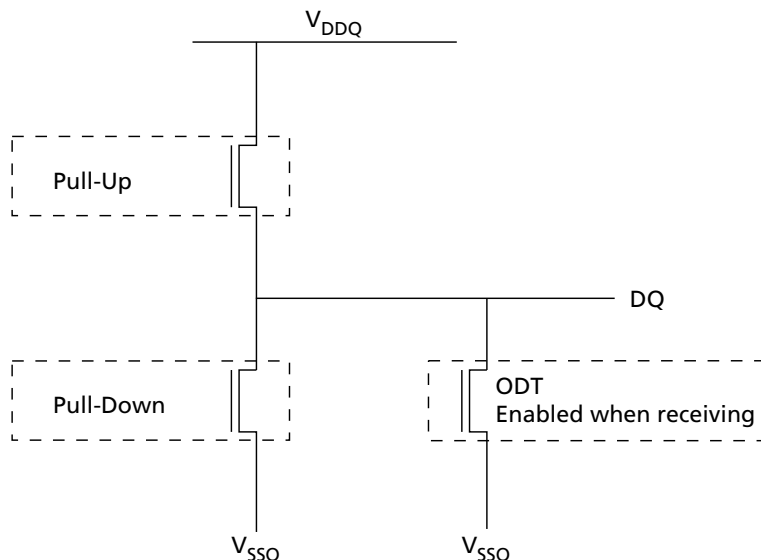 VDDQ
Pull-Up
DQ
Pull-Down
ODT
Enabled when receiving
VSSQ
VSSQ